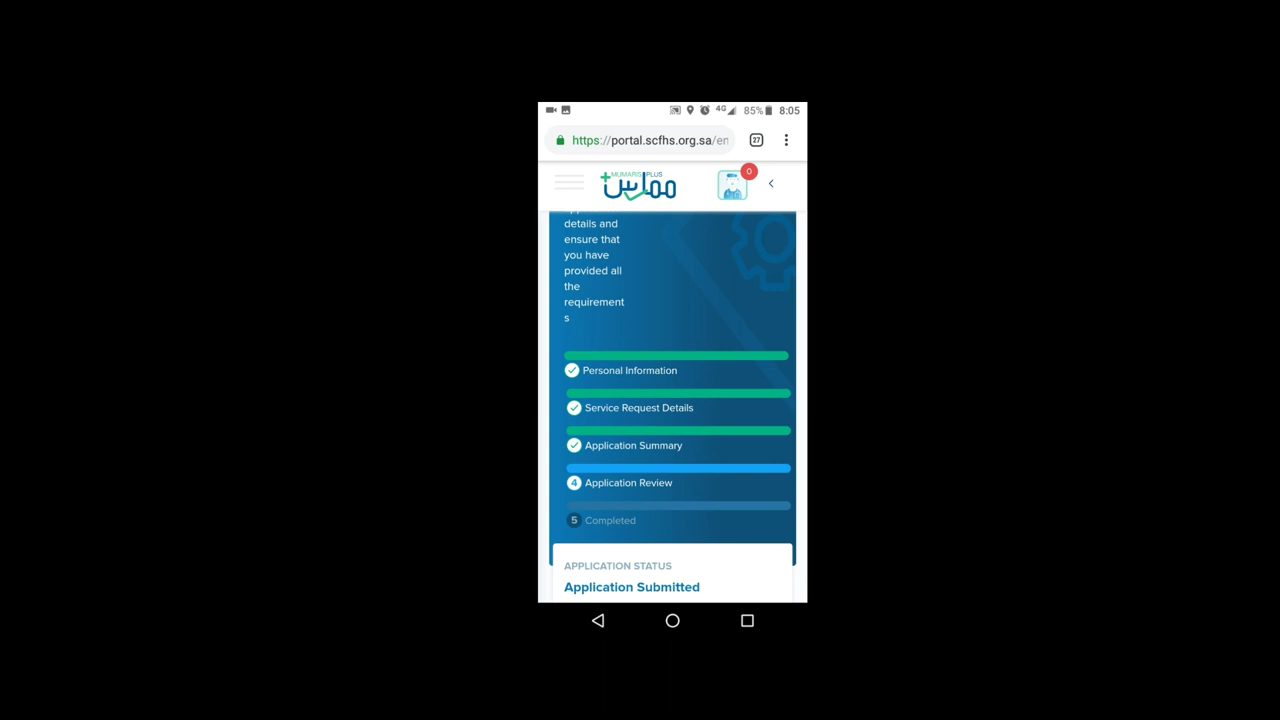 4G 85% 8:05
https://portal.scfhs.org.sa/en
27
MUMARIS PLUS
ممارس
0
details and
ensure that
you have
provided all
the
requirement
s
Personal Information
Service Request Details
Application Summary
4 Application Review
5 Completed
APPLICATION STATUS
Application Submitted